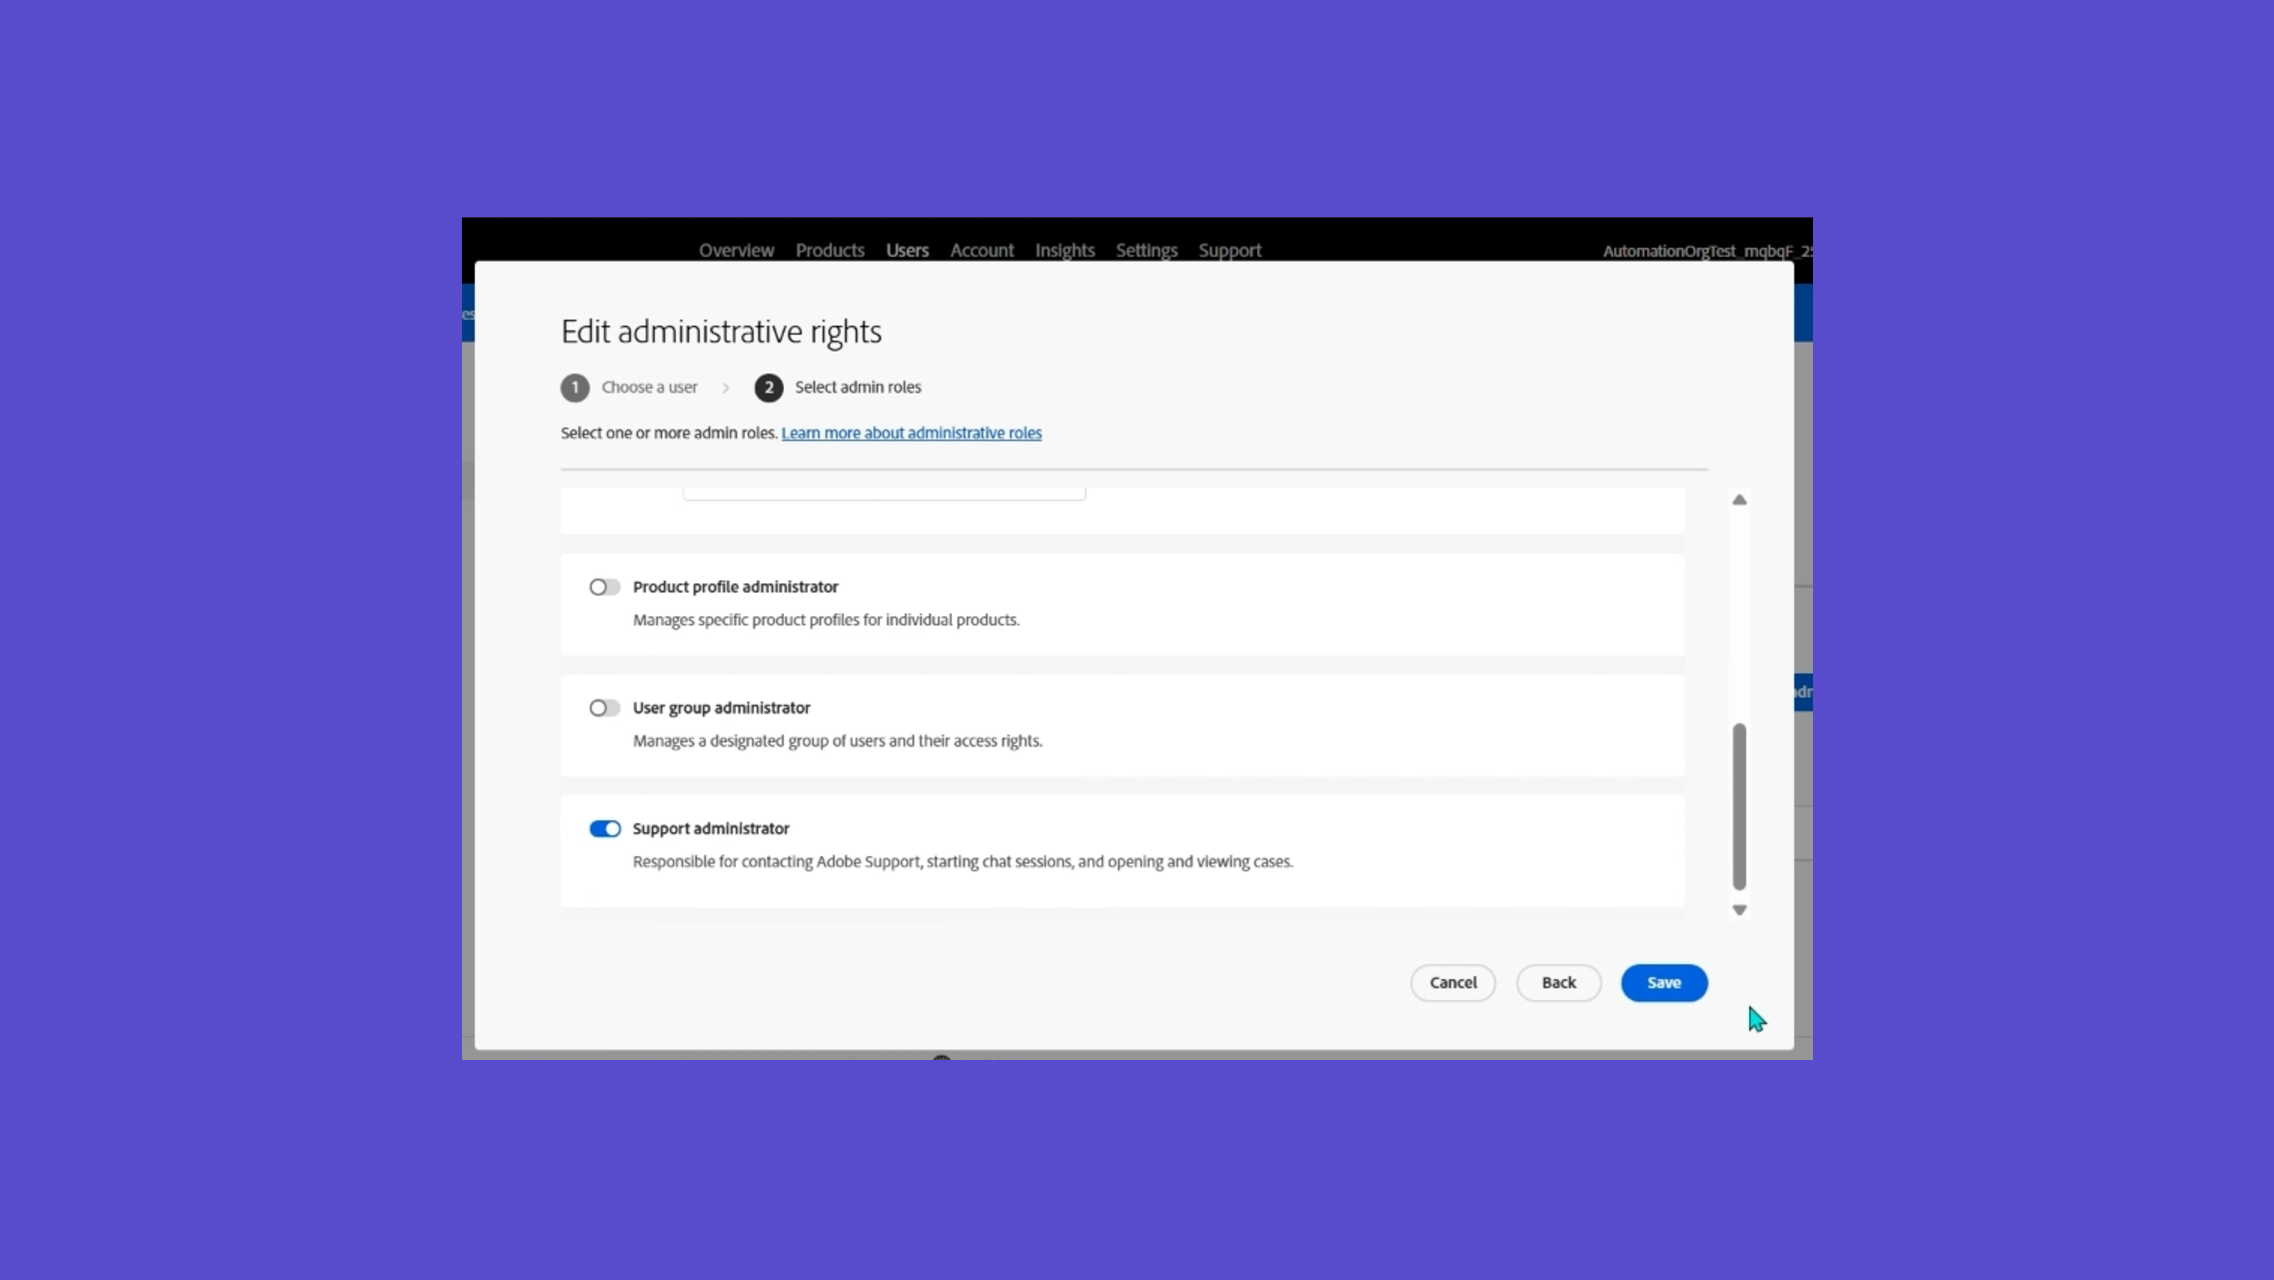 Overview Products Users Account Insights Settings Support
AutomationOrgTest_mqbqF_2
Edit administrative rights
1 Choose a user > 2 Select admin roles
Select one or more admin roles. Learn more about administrative roles
Product profile administrator
Manages specific product profiles for individual products.
User group administrator
Manages a designated group of users and their access rights.
Support administrator
Responsible for contacting Adobe Support, starting chat sessions, and opening and viewing cases.
Cancel Back Save